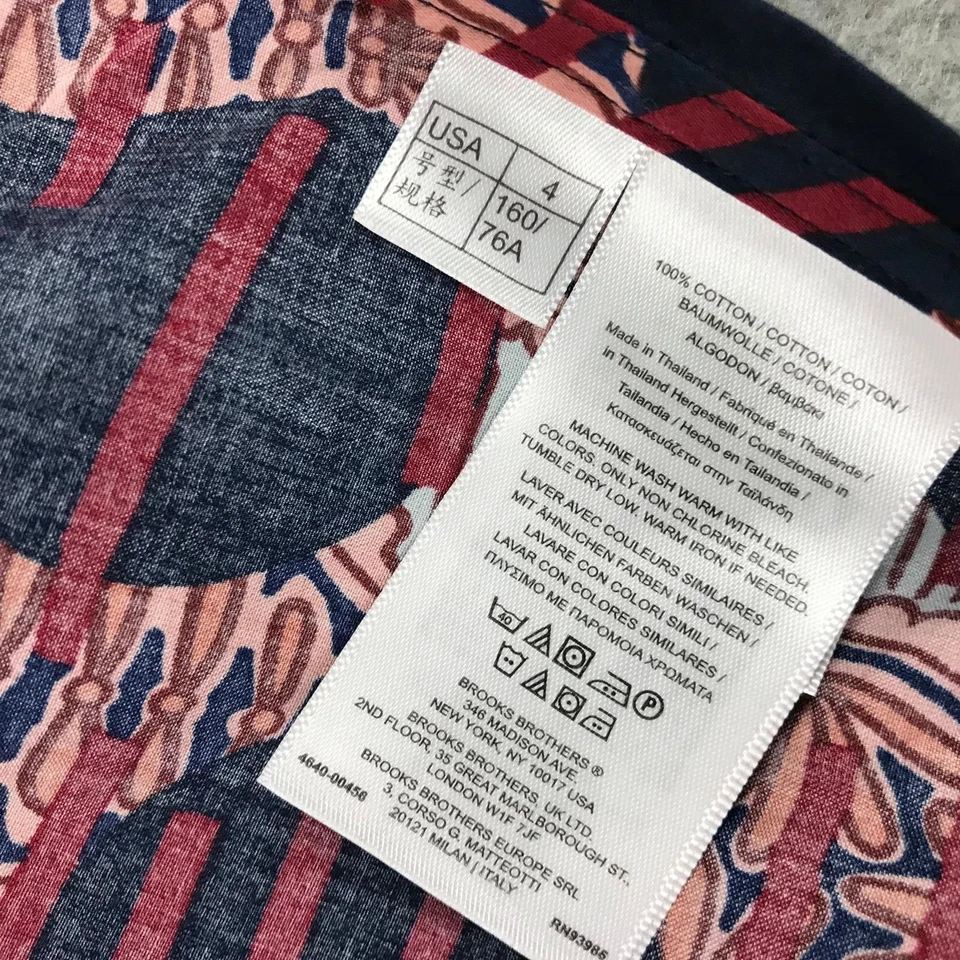 USA 4
号型/ 160/
规格 76A
100% COTTON / COTTON / COTON /
BAUMWOLLE / COTONE /
ALGODON / βαμβάκι
Made in Thailand / Fabriqué en Thailande /
in Thailand Hergestellt / Confezionato in
Tailandia / Hecho en Tailandia /
Κατασκευάζεται στην Ταϊλάνδη
MACHINE WASH WARM WITH LIKE
COLORS. ONLY NON CHLORINE BLEACH.
TUMBLE DRY LOW. WARM IRON IF NEEDED.
LAVER AVEC COULEURS SIMILAIRES /
MIT ÄHNLICHEN FARBEN WASCHEN /
LAVARE CON COLORI SIMILI /
LAVAR CON COLORES SIMILARES /
ΠΛΥΣΙΜΟ ΜΕ ΠΑΡΟΜΟΙΑ ΧΡΩΜΑΤΑ
40 P
BROOKS BROTHERS ®
346 MADISON AVE.
NEW YORK. NY 10017 USA
BROOKS BROTHERS, UK LTD.
2ND FLOOR, 35 GREAT MARLBOROUGH ST.,
LONDON W1F 7JF
BROOKS BROTHERS EUROPE SRL
3, CORSO G. MATTEOTTI
20121 MILAN | ITALY
4640-00456
RN93985